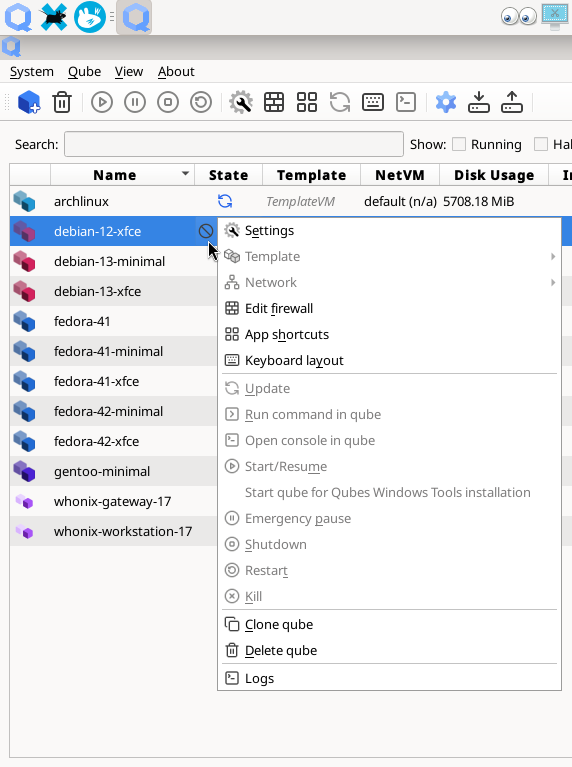 System Qube View About
Search: Show: Running
Name State Template NetVM Disk Usage
archlinux TemplateVM default (n/a) 5708.18 MiB
debian-12-xfce
debian-13-minimal
debian-13-xfce
fedora-41
fedora-41-minimal
fedora-41-xfce
fedora-42-minimal
fedora-42-xfce
gentoo-minimal
whonix-gateway-17
whonix-workstation-17
Settings
Template
Network
Edit firewall
App shortcuts
Keyboard layout
Update
Run command in qube
Open console in qube
Start/Resume
Start qube for Qubes Windows Tools installation
Emergency pause
Shutdown
Restart
Kill
Clone qube
Delete qube
Logs